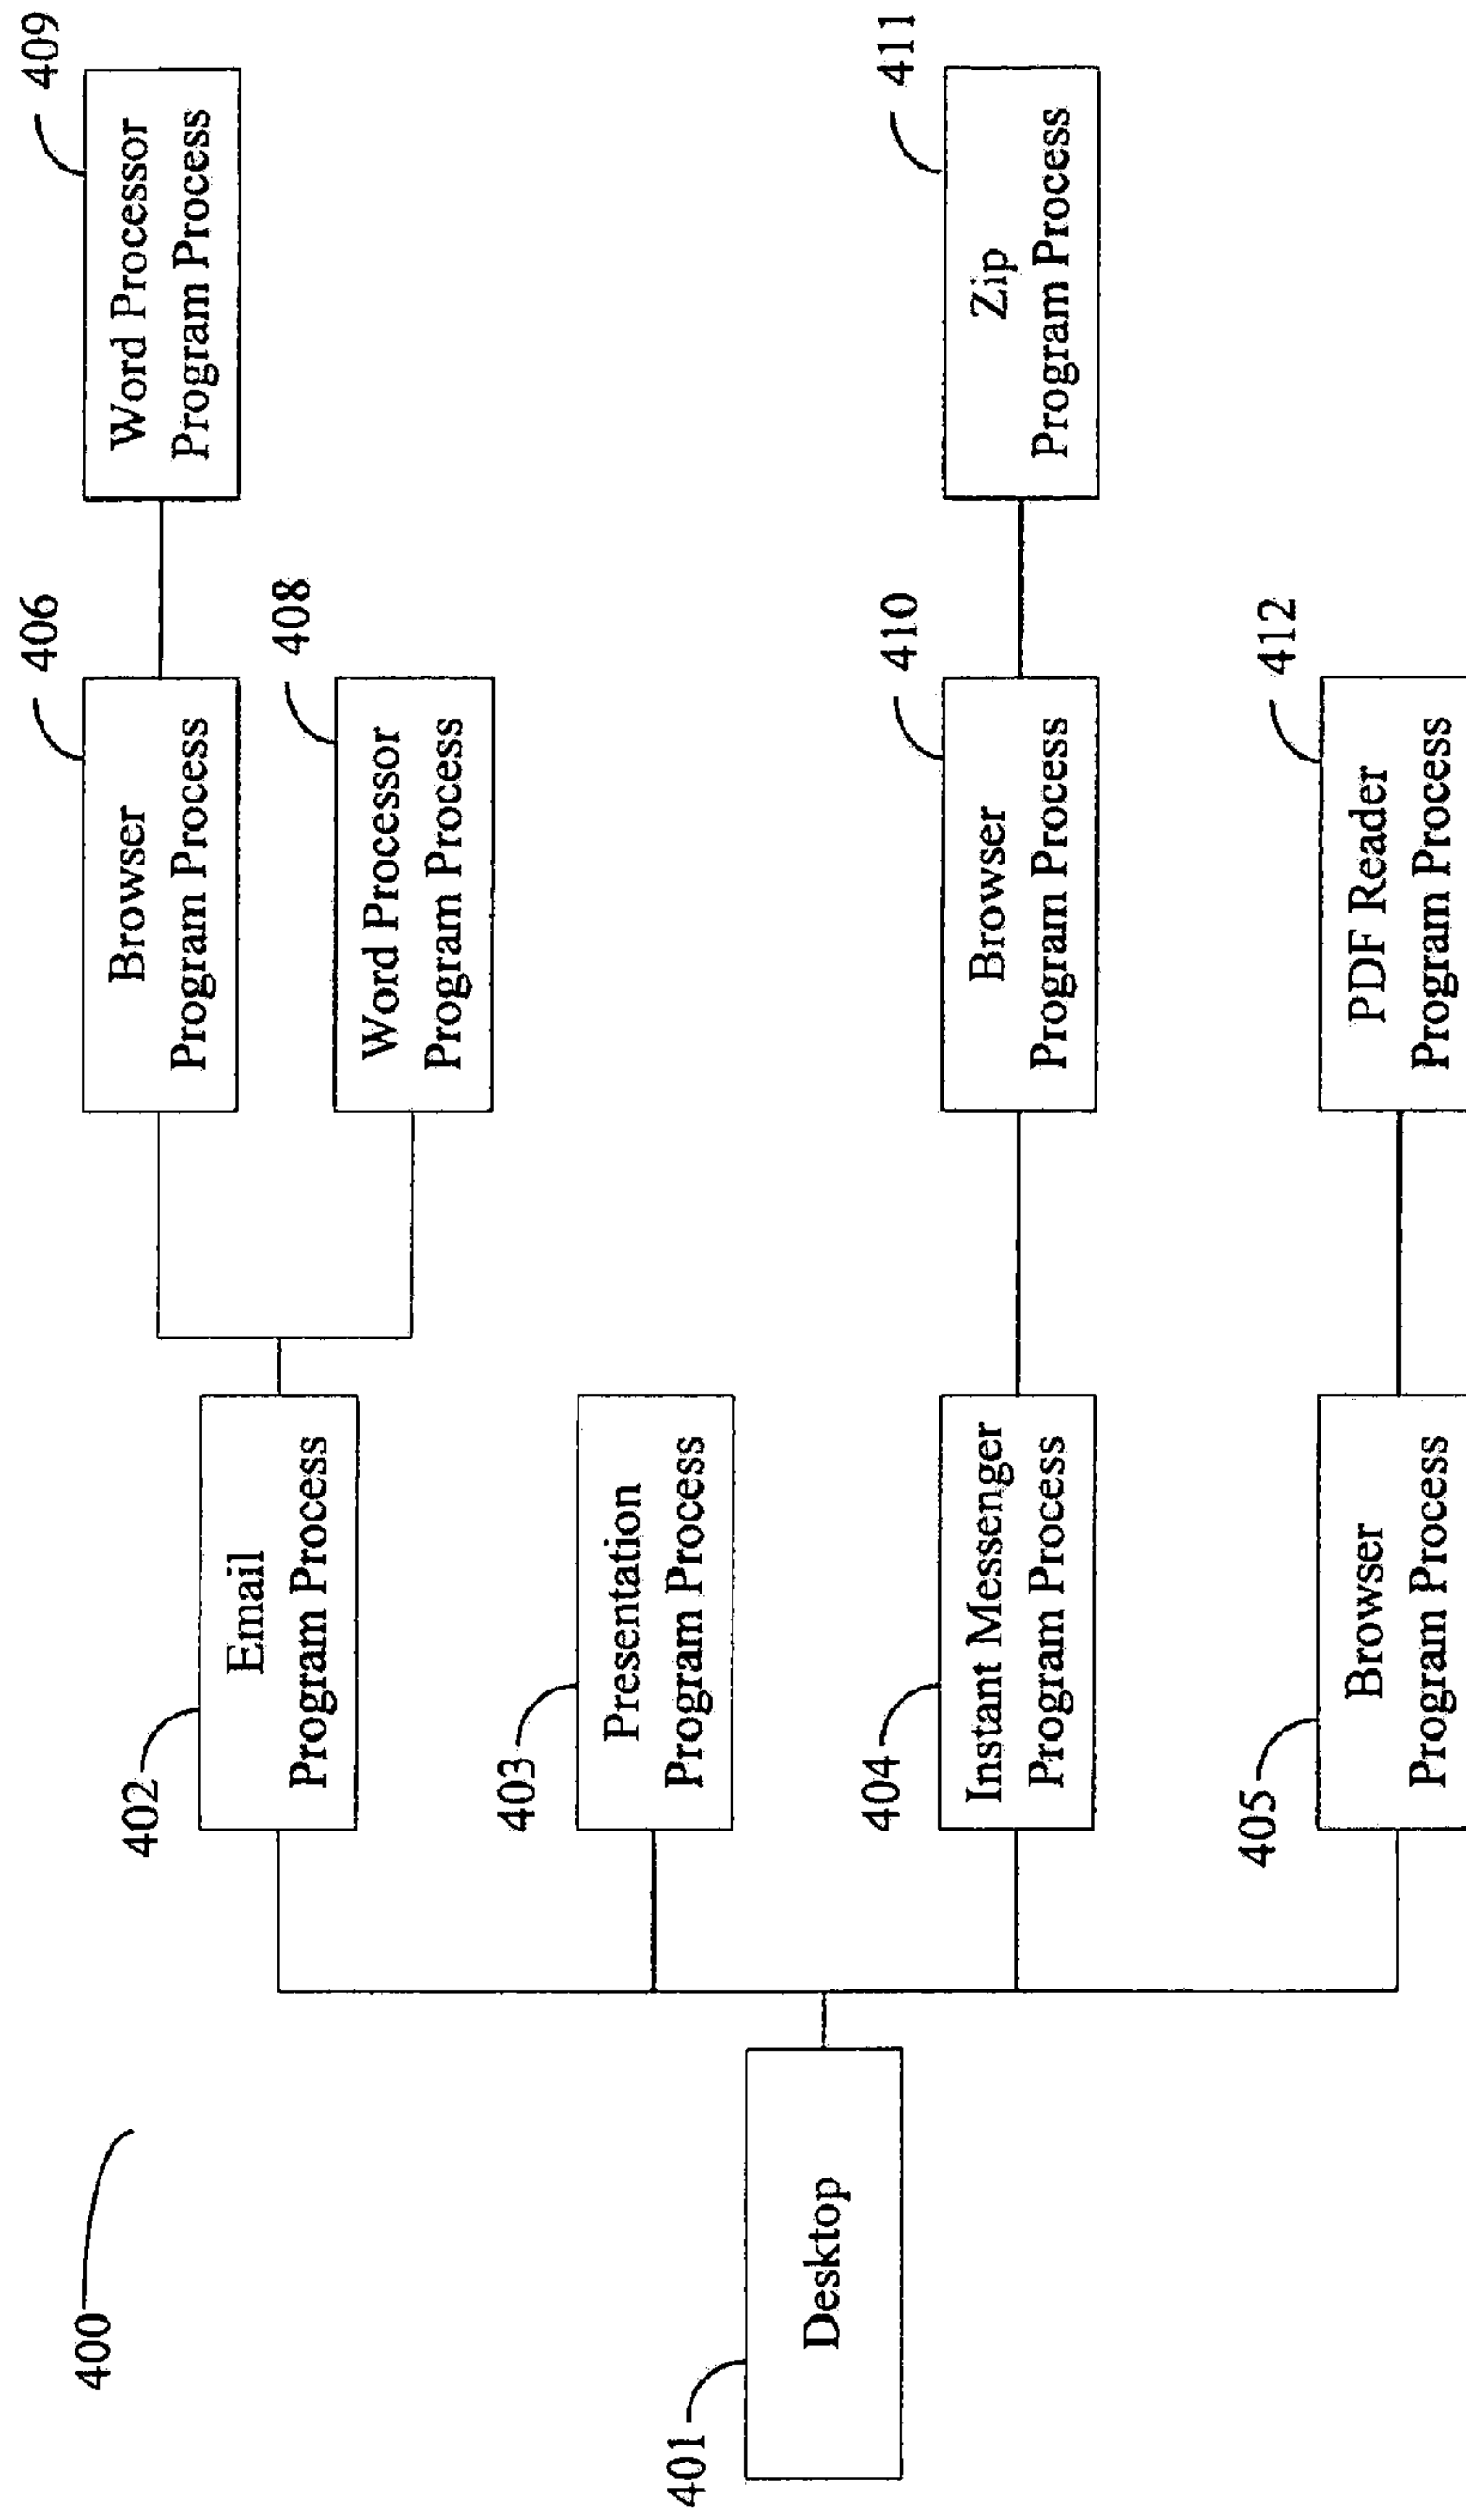 400
401
Desktop
402
Email
Program Process
403
Presentation
Program Process
404
Instant Messenger
Program Process
405
Browser
Program Process
406
Browser
Program Process
408
Word Processor
Program Process
410
Browser
Program Process
412
PDF Reader
Program Process
409
Word Processor
Program Process
411
Zip
Program Process